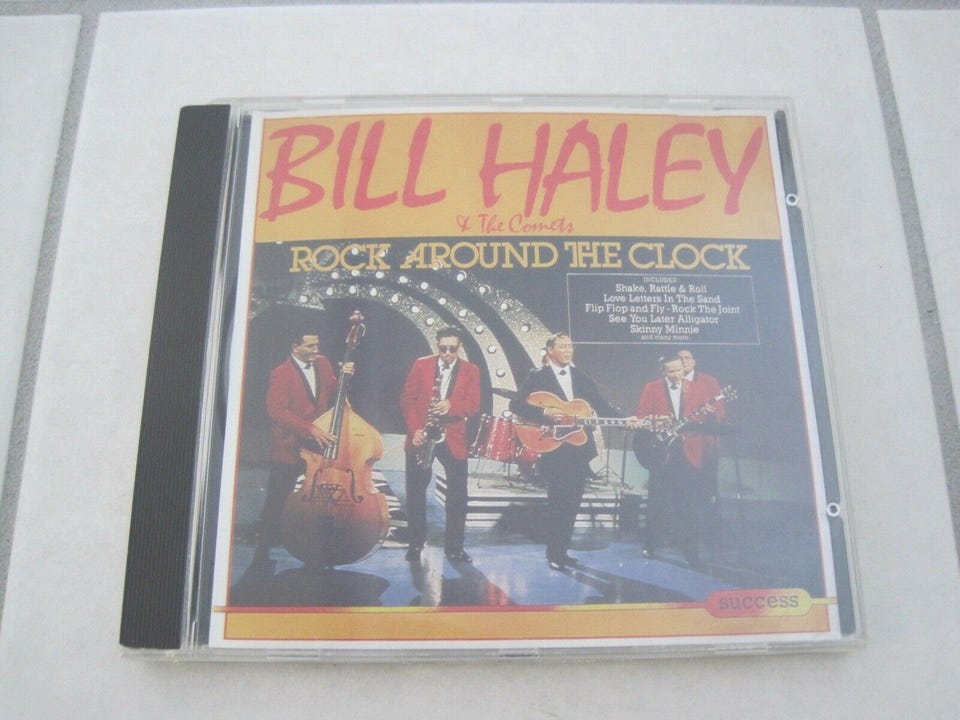 BILL HALEY
& The Comets
ROCK AROUND THE CLOCK
INCLUDES
Shake, Rattle & Roll
Love Letters In The Sand
Flip Flop and Fly - Rock The Joint
See You Later Alligator
Skinny Minnie
and many more
success